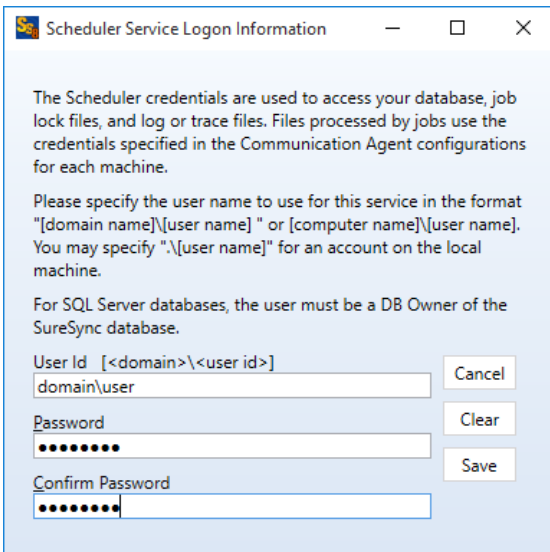 SSR Scheduler Service Logon Information
The Scheduler credentials are used to access your database, job
lock files, and log or trace files. Files processed by jobs use the
credentials specified in the Communication Agent configurations
for each machine.
Please specify the user name to use for this service in the format
"[domain name]\[user name] " or [computer name]\[user name].
You may specify ".\[user name]" for an account on the local
machine.
For SQL Server databases, the user must be a DB Owner of the
SureSync database.
User Id [<domain>\<user id>]
domain\user
Cancel
Password
●●●●●●●●
Clear
Confirm Password
●●●●●●●●
Save